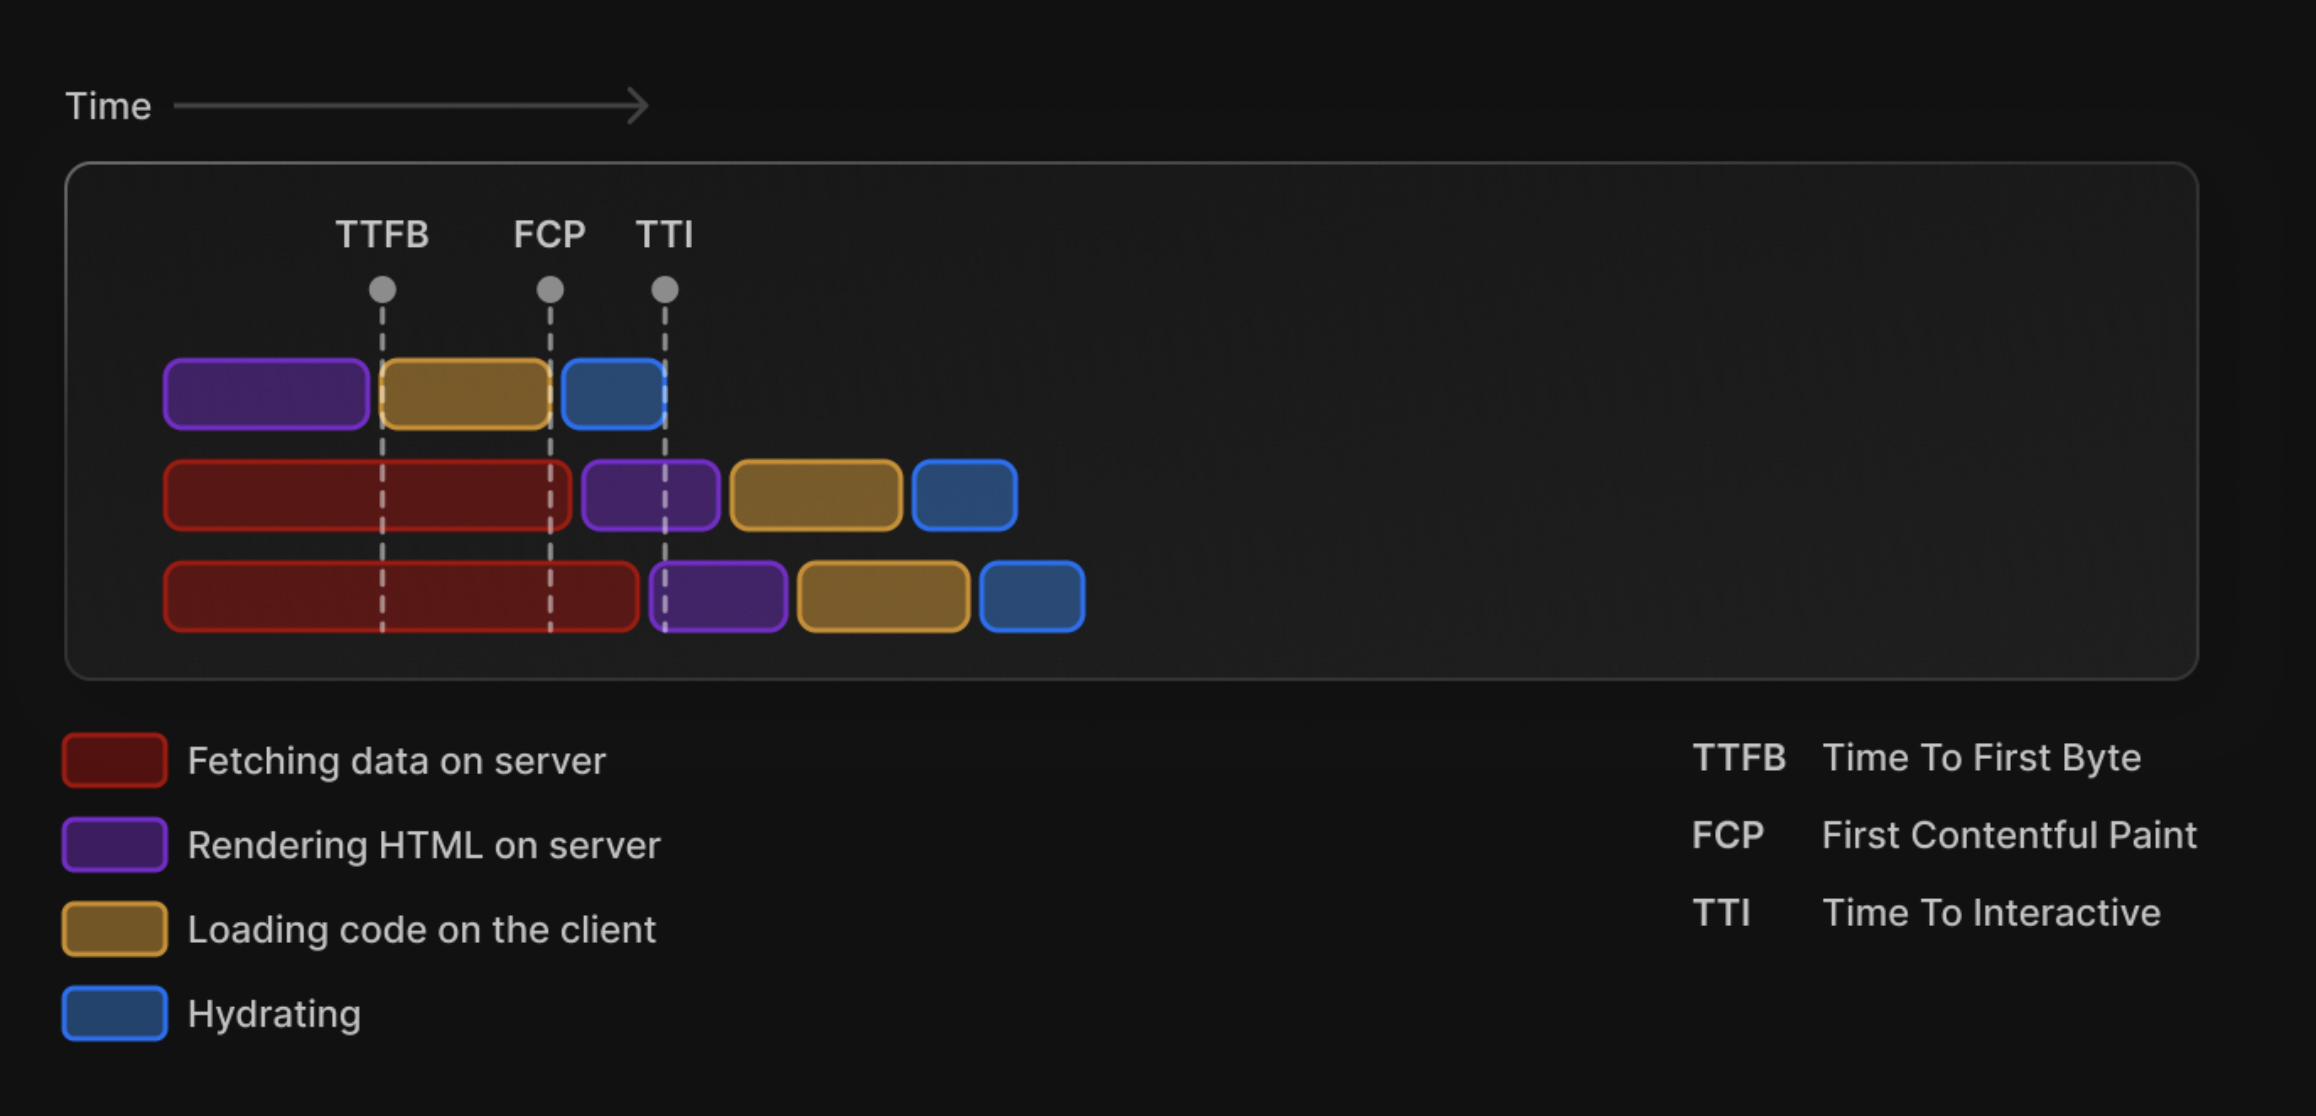 Time
TTFB FCP TTI
Fetching data on server
Rendering HTML on server
Loading code on the client
Hydrating
TTFB Time To First Byte
FCP First Contentful Paint
TTI Time To Interactive